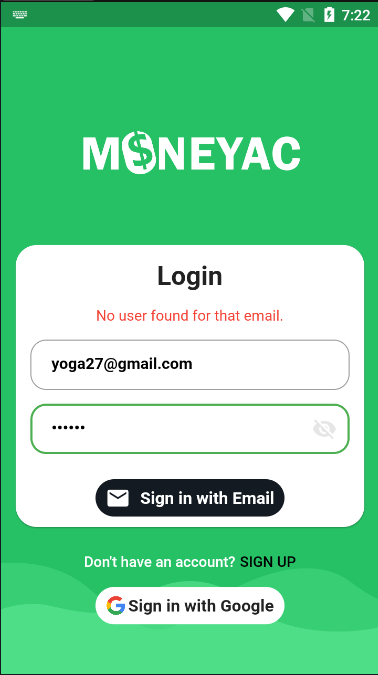 7:22
M$NEYAC
Login
No user found for that email.
yoga27@gmail.com
••••••
Sign in with Email
Don't have an account? SIGN UP
Sign in with Google